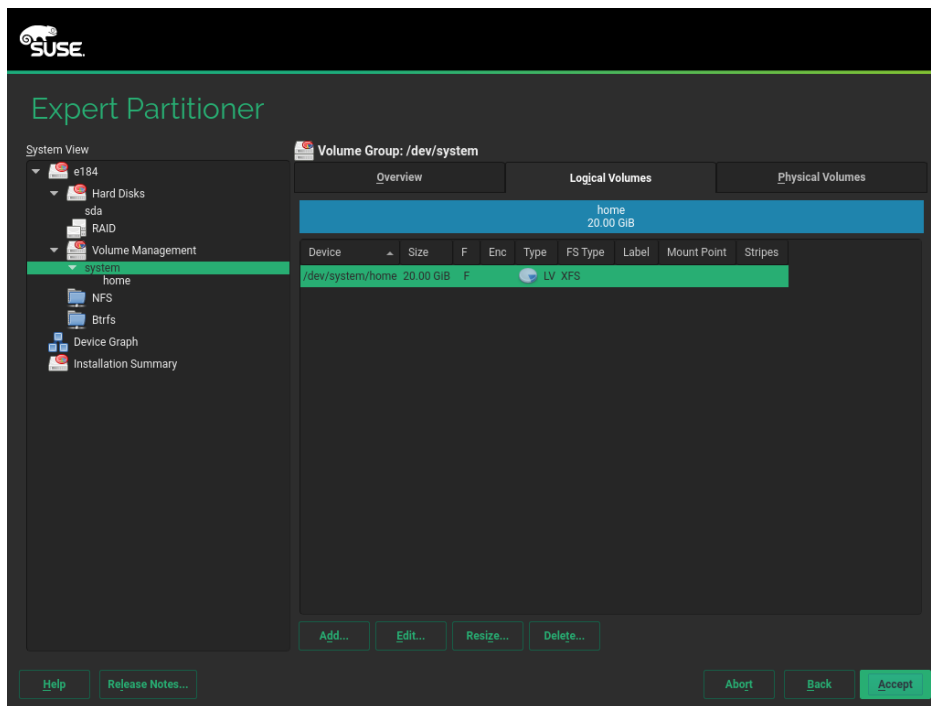 SUSE.
Expert Partitioner
System View
e184
Hard Disks
sda
RAID
Volume Management
system
home
NFS
Btrfs
Device Graph
Installation Summary
Volume Group: /dev/system
Overview Logical Volumes Physical Volumes
home
20.00 GiB
Device Size F Enc Type FS Type Label Mount Point Stripes
/dev/system/home 20.00 GiB F LV XFS
Add... Edit... Resize... Delete...
Help Release Notes... Abort Back Accept